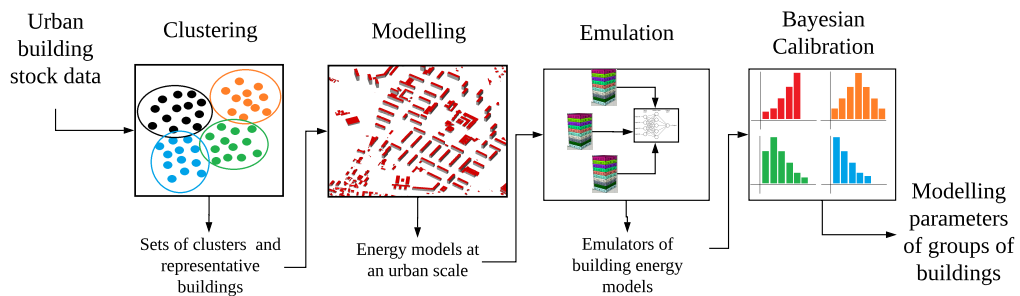 Urban
building
stock data
Clustering
Sets of clusters and
representative
buildings
Modelling
Energy models at
an urban scale
Emulation
Emulators of
building energy
models
Bayesian
Calibration
Modelling
parameters
of groups of
buildings